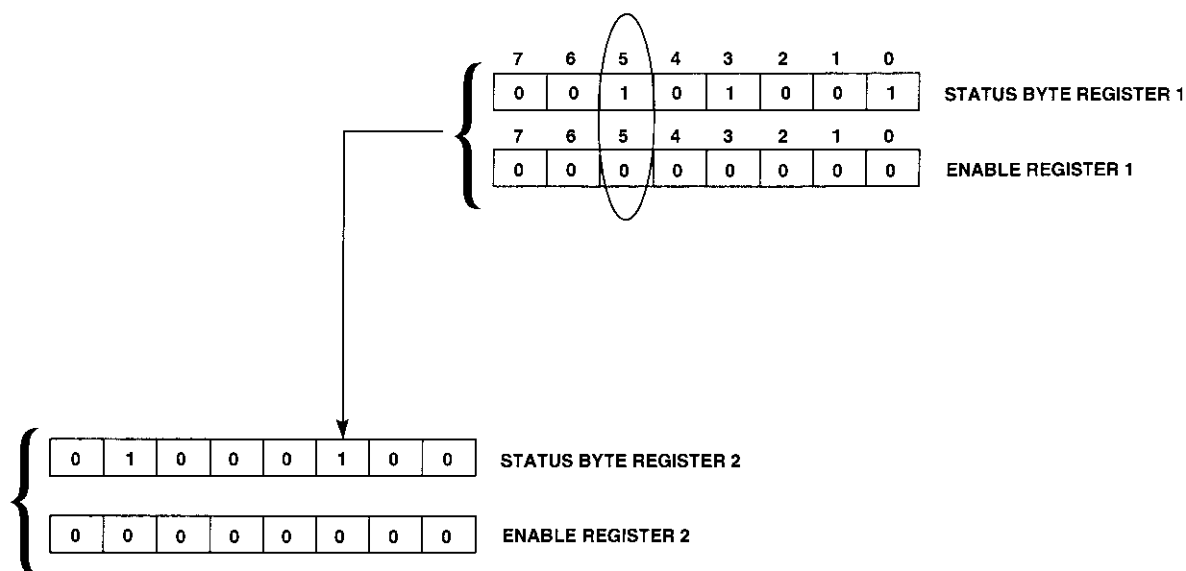 7 6 5 4 3 2 1 0
0 0 1 0 1 0 0 1 STATUS BYTE REGISTER 1
7 6 5 4 3 2 1 0
0 0 0 0 0 0 0 0 ENABLE REGISTER 1
0 1 0 0 0 1 0 0 STATUS BYTE REGISTER 2
0 0 0 0 0 0 0 0 ENABLE REGISTER 2